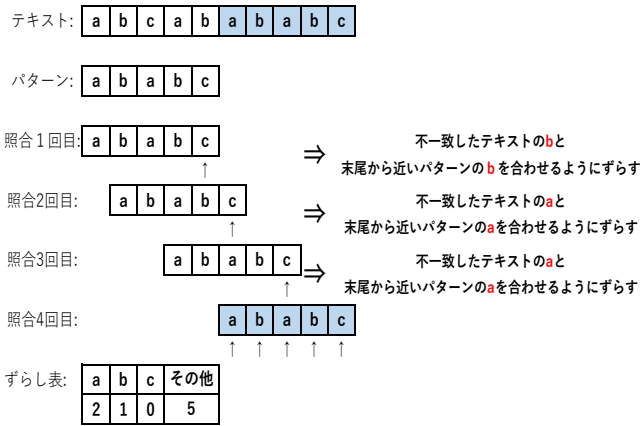 テキスト: a b c a b a b a b c
パターン: a b a b c
照合1回目: a b a b c
↑
⇒ 不一致したテキストのbと
末尾から近いパターンのbを合わせるようにずらす
照合2回目: a b a b c
↑
⇒ 不一致したテキストのaと
末尾から近いパターンのaを合わせるようにずらす
照合3回目: a b a b c
↑
⇒ 不一致したテキストのaと
末尾から近いパターンのaを合わせるようにずらす
照合4回目: a b a b c
↑ ↑ ↑ ↑ ↑
ずらし表: a b c その他
2 1 0 5